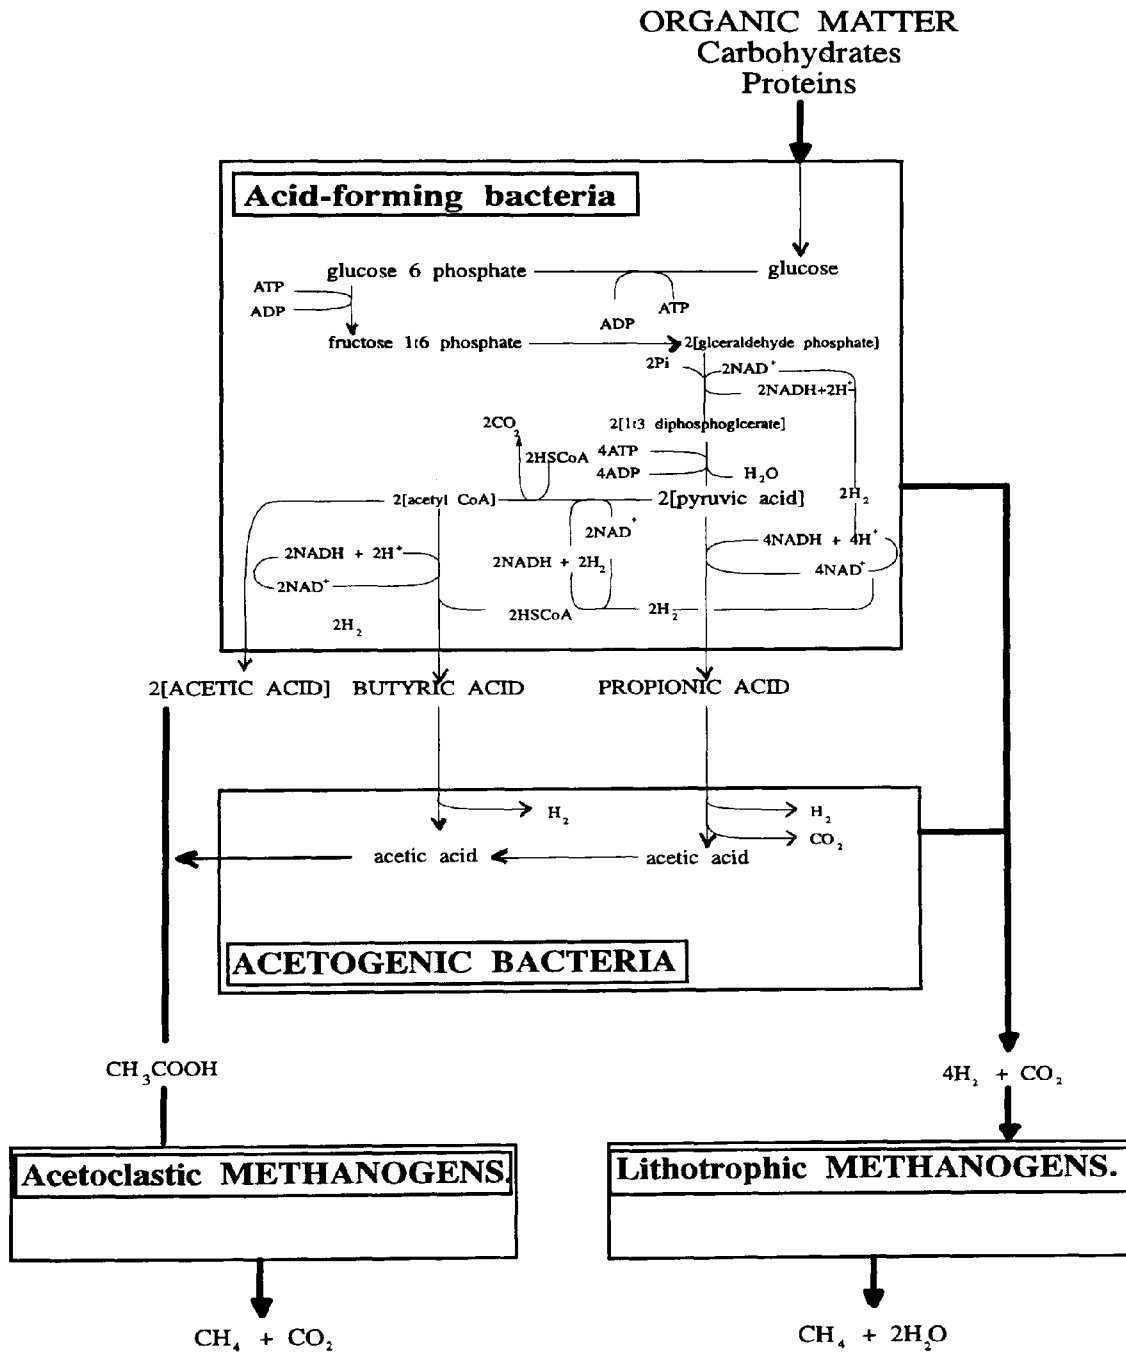 ORGANIC MATTER
Carbohydrates
Proteins
Acid-forming bacteria
glucose 6 phosphate
glucose
ATP
ADP
ADP
ATP
fructose 1:6 phosphate
2[glceraldehyde phosphate]
2Pi
2NAD⁺
2NADH+2H⁺
2[1:3 diphosphoglcerate]
2CO₂
2HSCoA
4ATP
4ADP
H₂O
2[acetyl CoA]
2[pyruvic acid]
2H₂
2NAD⁺
4NADH + 4H⁺
2NADH + 2H⁺
2NADH + 2H₂
4NAD⁺
2NAD⁺
2HSCoA
2H₂
2H₂
2[ACETIC ACID]
BUTYRIC ACID
PROPIONIC ACID
H₂
H₂
CO₂
acetic acid
acetic acid
ACETOGENIC BACTERIA
CH₃COOH
4H₂ + CO₂
Acetoclastic METHANOGENS.
Lithotrophic METHANOGENS.
CH₄ + CO₂
CH₄ + 2H₂O